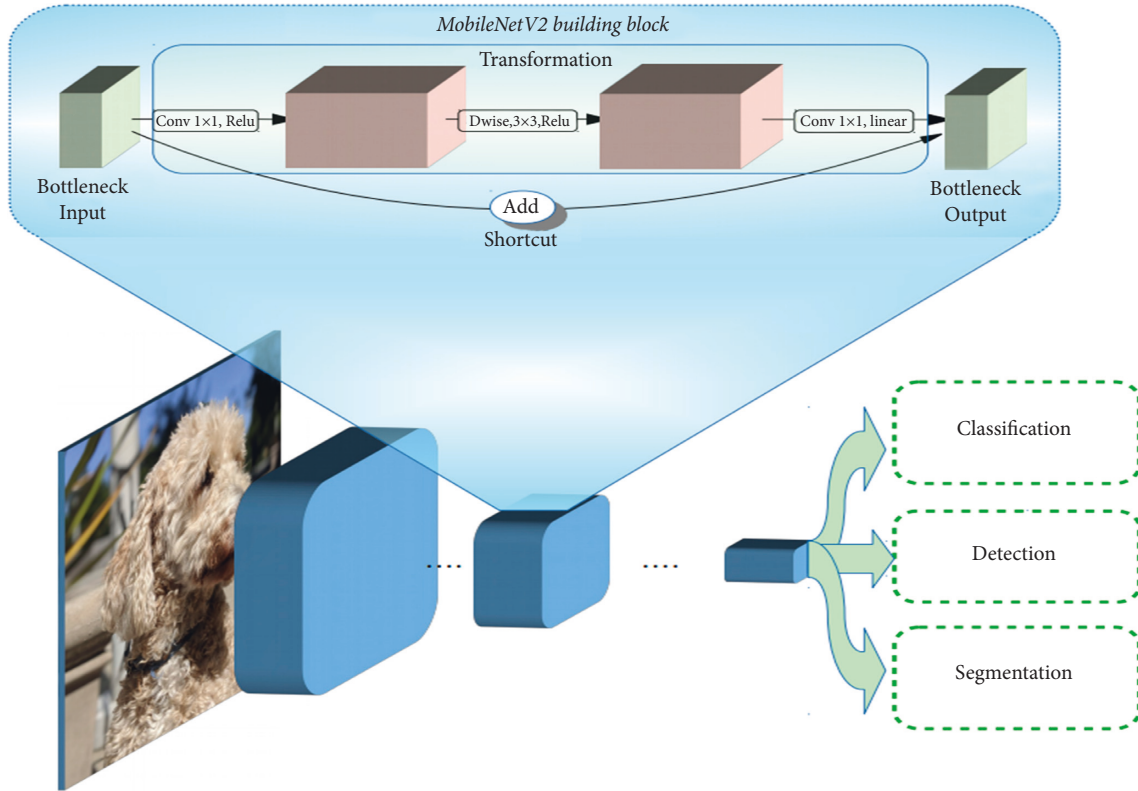 MobileNetV2 building block
Transformation
Conv 1×1, Relu
Dwise,3×3,Relu
Conv 1×1, linear
Bottleneck
Input
Add
Shortcut
Bottleneck
Output
Classification
....
....
Detection
Segmentation